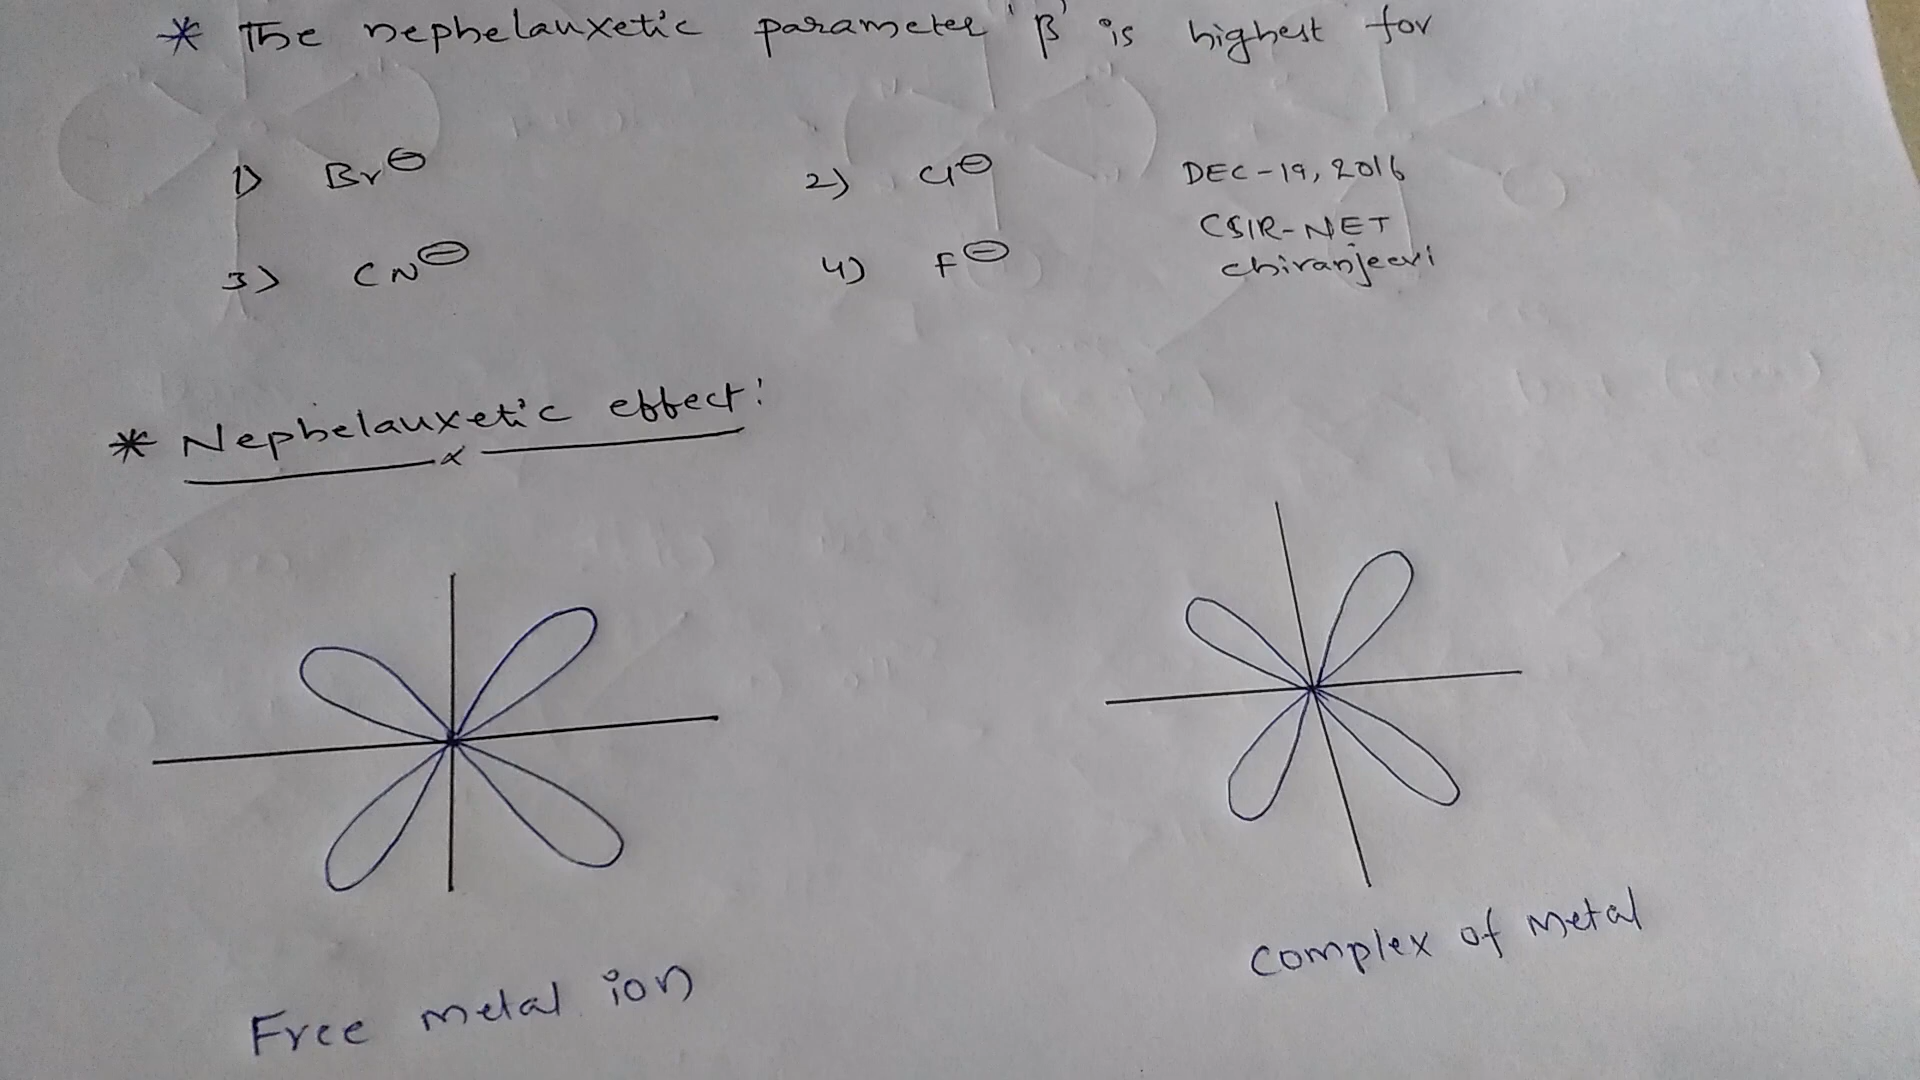 * The nephelauxetic parameter 'β' is highest for
1) Br⊖
2) Cl⊖
3) CN⊖
4) F⊖
DEC-19, 2016
CSIR-NET
chiranjeevi
* Nephelauxetic effect:
Free metal ion
Complex of Metal